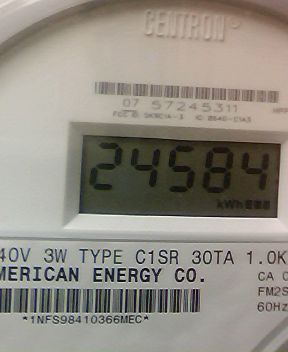 CENTRON®
07 57245311
24584
kWh
40V 3W TYPE C1SR 30TA 1.0K
MERICAN ENERGY CO.
CA 0
FM2S
60Hz
*1NFS98410366MEC*